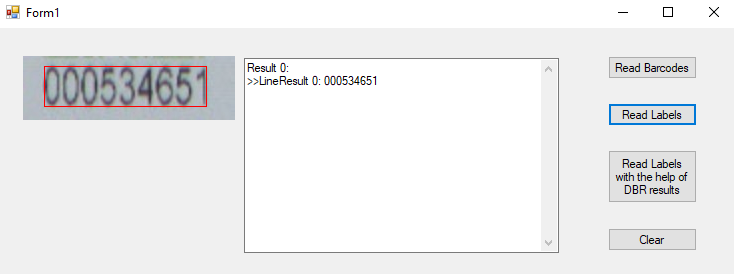 Form1
000534651
Result 0:
>>LineResult 0: 000534651
Read Barcodes
Read Labels
Read Labels
with the help of
DBR results
Clear